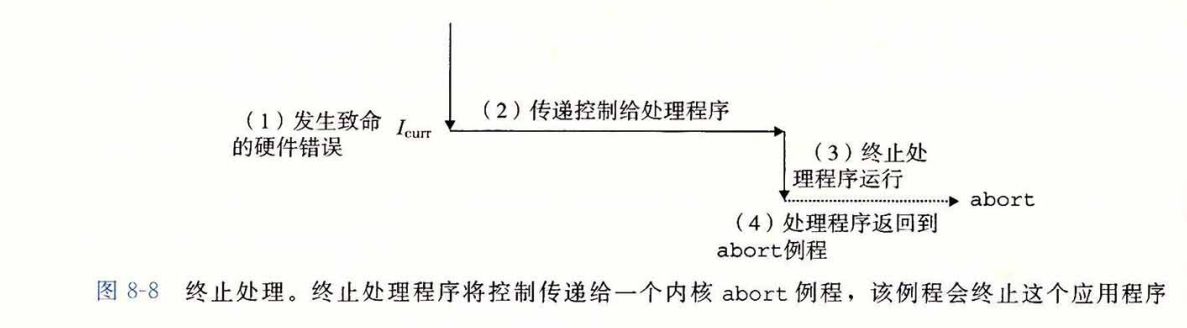 （1）发生致命
的硬件错误
Icurr
（2）传递控制给处理程序
（3）终止处
理程序运行
abort
（4）处理程序返回到
abort例程
图 8-8 终止处理。终止处理程序将控制传递给一个内核 abort 例程，该例程会终止这个应用程序